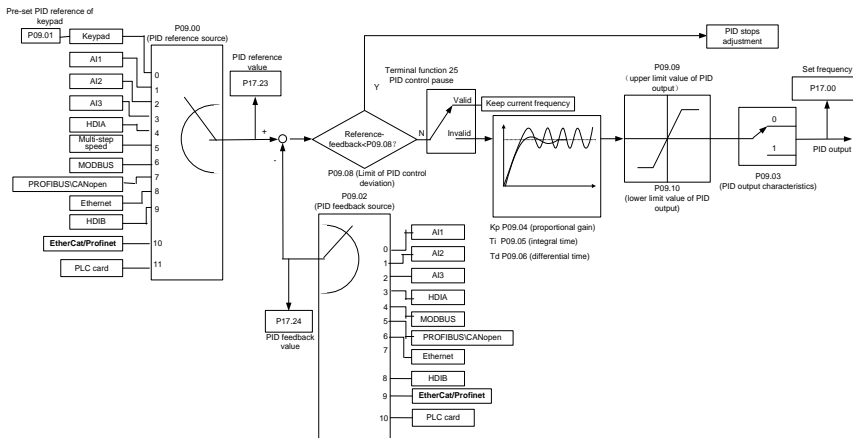 Pre-set PID reference of
keypad
P09.01
Keypad
AI1
AI2
AI3
HDIA
Multi-step
speed
MODBUS
PROFIBUS\CANopen
Ethernet
HDIB
EtherCat/Profinet
PLC card
P09.00
(PID reference source)
0
1
2
3
4
5
6
7
8
9
10
11
PID reference
value
P17.23
+
-
P17.24
PID feedback
value
Reference-
feedback<P09.08?
P09.08 (Limit of PID control
deviation)
Y
N
Terminal function 25
PID control pause
Valid
Invalid
Keep current frequency
PID stops
adjustment
Kp P09.04 (proportional gain)
Ti P09.05 (integral time)
Td P09.06 (differential time)
P09.09
(upper limit value of PID
output)
P09.10
(lower limit value of PID
output)
0
1
P09.03
(PID output characteristics)
Set frequency
P17.00
PID output
P09.02
(PID feedback source)
0
1
2
3
4
5
6
7
8
9
10
AI1
AI2
AI3
HDIA
MODBUS
PROFIBUS\CANopen
Ethernet
HDIB
EtherCat/Profinet
PLC card